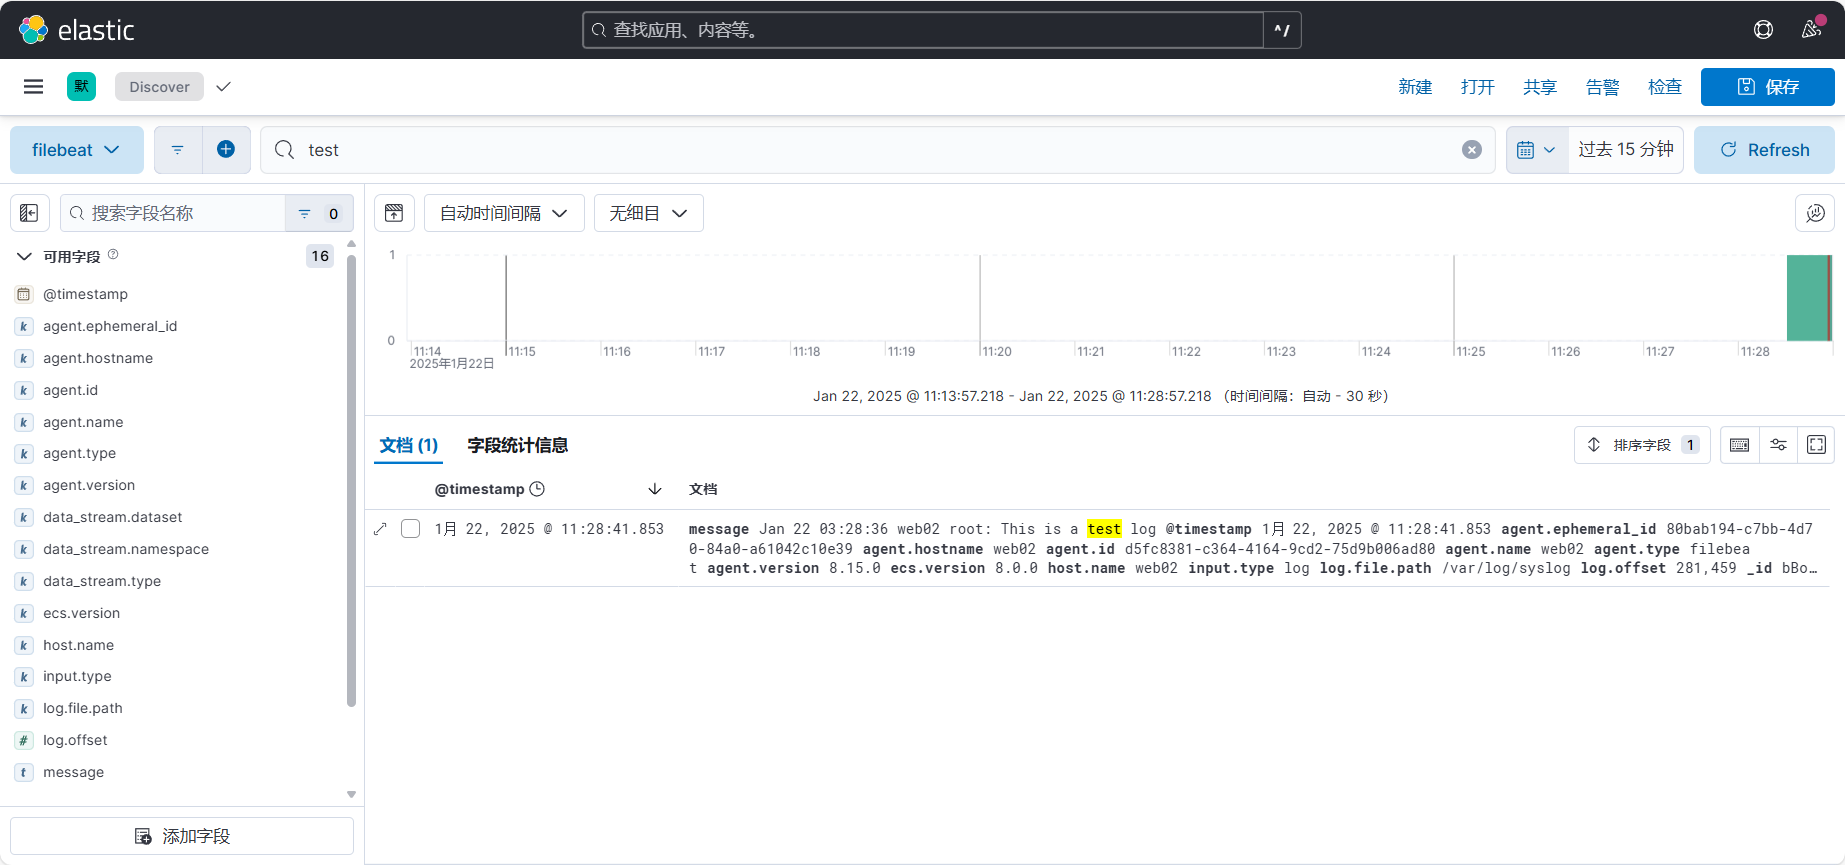 elastic
查找应用、内容等。
^/
默
Discover
新建
打开
共享
告警
检查
保存
filebeat
test
过去 15 分钟
Refresh
搜索字段名称
0
自动时间间隔
无细目
可用字段
16
@timestamp
k agent.ephemeral_id
k agent.hostname
k agent.id
k agent.name
k agent.type
k agent.version
k data_stream.dataset
k data_stream.namespace
k data_stream.type
k ecs.version
k host.name
k input.type
k log.file.path
# log.offset
t message
添加字段
1
0
11:14 11:15 11:16 11:17 11:18 11:19 11:20 11:21 11:22 11:23 11:24 11:25 11:26 11:27 11:28
2025年1月22日
Jan 22, 2025 @ 11:13:57.218 - Jan 22, 2025 @ 11:28:57.218 （时间间隔：自动 - 30 秒）
文档 (1)
字段统计信息
排序字段 1
@timestamp
文档
1月 22, 2025 @ 11:28:41.853
message Jan 22 03:28:36 web02 root: This is a test log @timestamp 1月 22, 2025 @ 11:28:41.853 agent.ephemeral_id 80bab194-c7bb-4d7
0-84a0-a61042c10e39 agent.hostname web02 agent.id d5fc8381-c364-4164-9cd2-75d9b006ad80 agent.name web02 agent.type filebea
t agent.version 8.15.0 ecs.version 8.0.0 host.name web02 input.type log log.file.path /var/log/syslog log.offset 281,459 _id bBo…